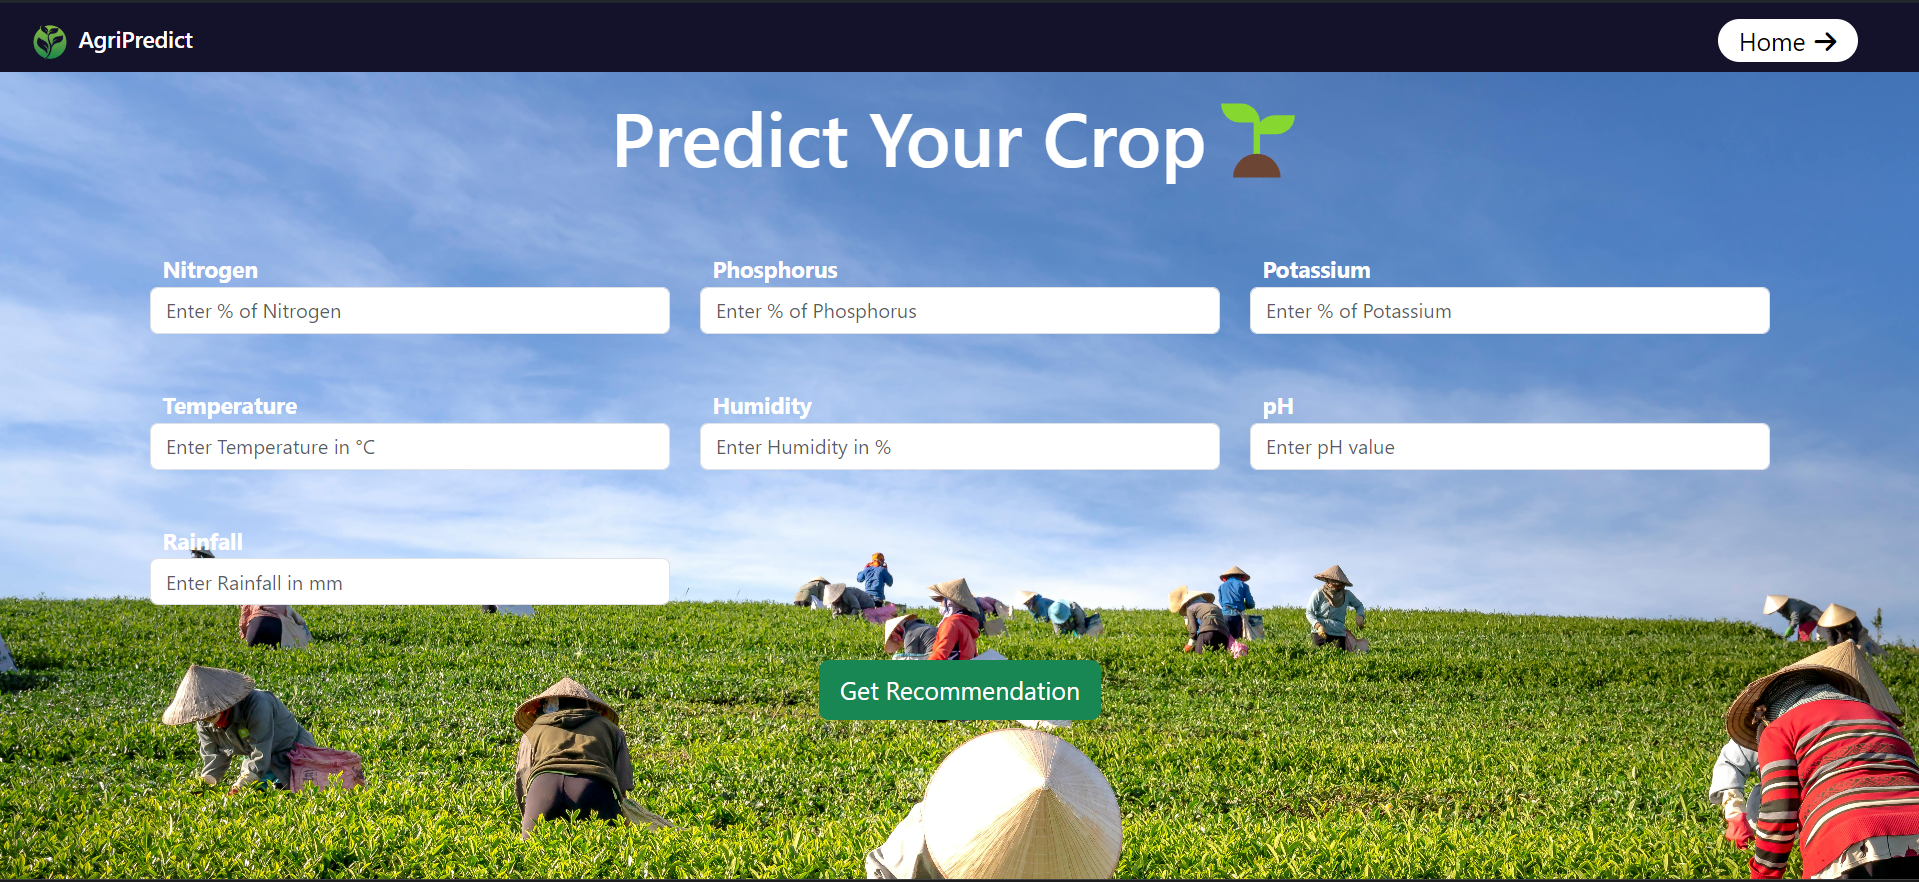 AgriPredict
Home
Predict Your Crop
Nitrogen
Phosphorus
Potassium
Enter % of Nitrogen
Enter % of Phosphorus
Enter % of Potassium
Temperature
Humidity
pH
Enter Temperature in °C
Enter Humidity in %
Enter pH value
Rainfall
Enter Rainfall in mm
Get Recommendation